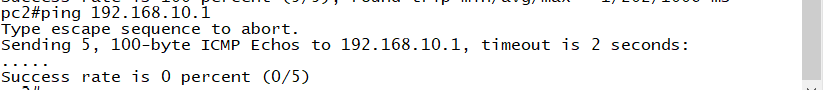 pc2#ping 192.168.10.1
Type escape sequence to abort.
Sending 5, 100-byte ICMP Echos to 192.168.10.1, timeout is 2 seconds:
.....
Success rate is 0 percent (0/5)